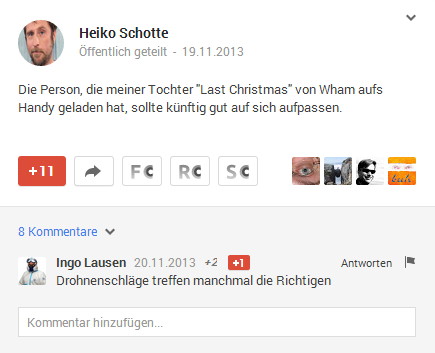 Heiko Schotte
Öffentlich geteilt - 19.11.2013
Die Person, die meiner Tochter "Last Christmas" von Wham aufs
Handy geladen hat, sollte künftig gut auf sich aufpassen.
+11 FC RC SC
8 Kommentare
Ingo Lausen 20.11.2013 +2 +1 Antworten
Drohnenschläge treffen manchmal die Richtigen
Kommentar hinzufügen...